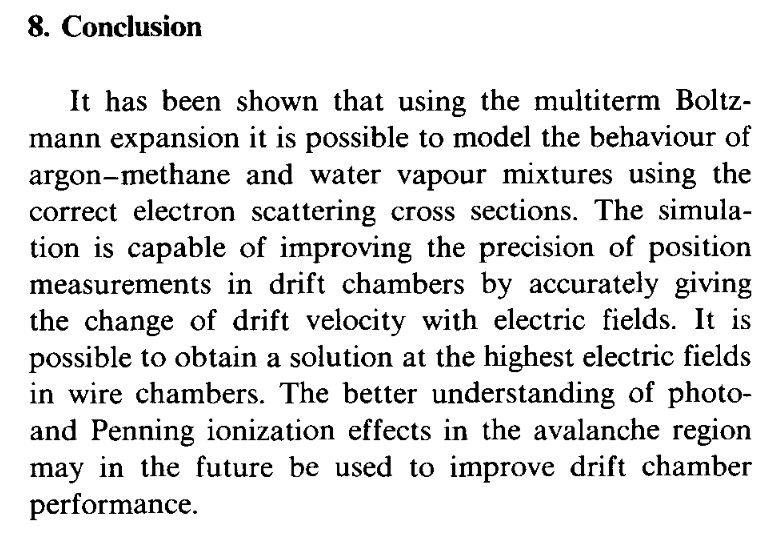 8. Conclusion
It has been shown that using the multiterm Boltz-
mann expansion it is possible to model the behaviour of
argon–methane and water vapour mixtures using the
correct electron scattering cross sections. The simula-
tion is capable of improving the precision of position
measurements in drift chambers by accurately giving
the change of drift velocity with electric fields. It is
possible to obtain a solution at the highest electric fields
in wire chambers. The better understanding of photo-
and Penning ionization effects in the avalanche region
may in the future be used to improve drift chamber
performance.